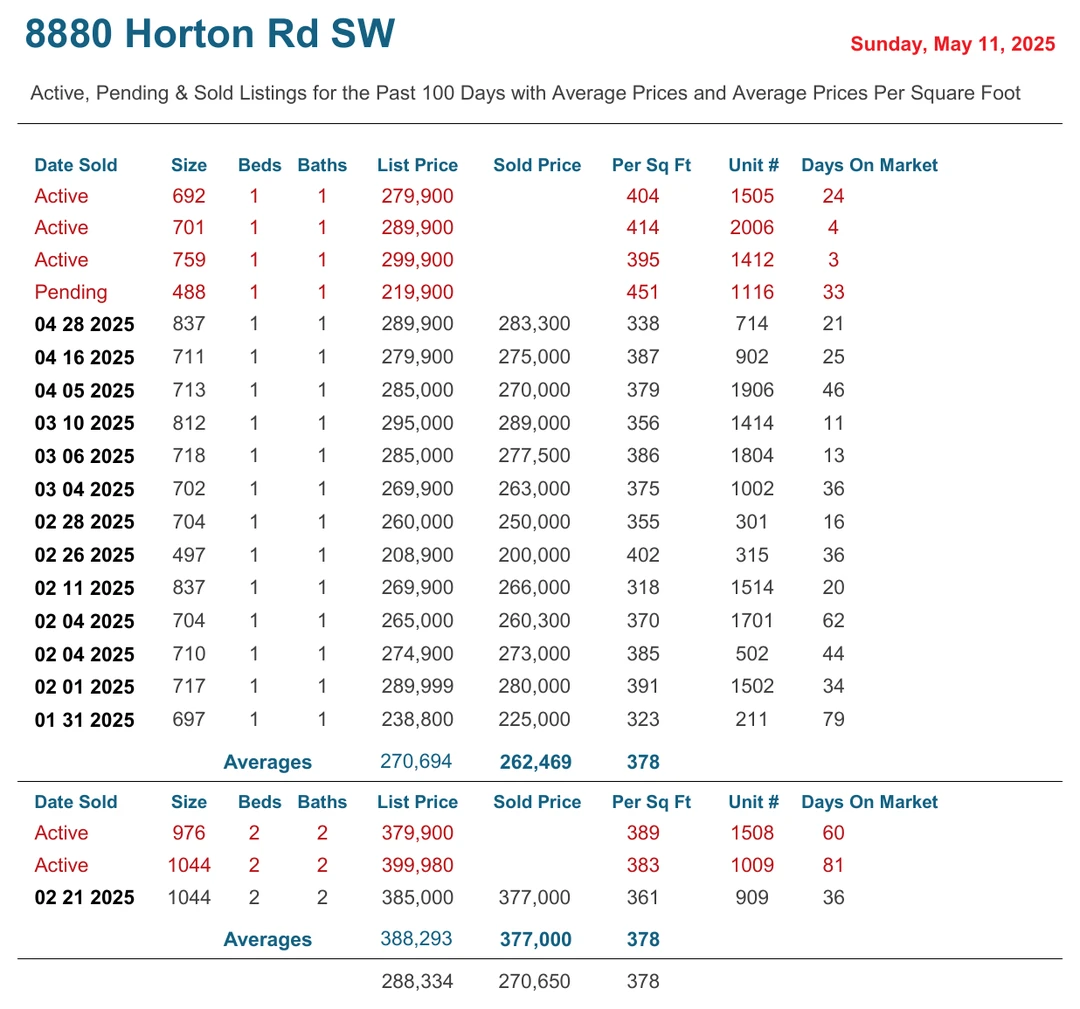 8880 Horton Rd SW
Sunday, May 11, 2025
Active, Pending & Sold Listings for the Past 100 Days with Average Prices and Average Prices Per Square Foot
Date Sold Size Beds Baths List Price Sold Price Per Sq Ft Unit # Days On Market
Active 692 1 1 279,900 404 1505 24
Active 701 1 1 289,900 414 2006 4
Active 759 1 1 299,900 395 1412 3
Pending 488 1 1 219,900 451 1116 33
04 28 2025 837 1 1 289,900 283,300 338 714 21
04 16 2025 711 1 1 279,900 275,000 387 902 25
04 05 2025 713 1 1 285,000 270,000 379 1906 46
03 10 2025 812 1 1 295,000 289,000 356 1414 11
03 06 2025 718 1 1 285,000 277,500 386 1804 13
03 04 2025 702 1 1 269,900 263,000 375 1002 36
02 28 2025 704 1 1 260,000 250,000 355 301 16
02 26 2025 497 1 1 208,900 200,000 402 315 36
02 11 2025 837 1 1 269,900 266,000 318 1514 20
02 04 2025 704 1 1 265,000 260,300 370 1701 62
02 04 2025 710 1 1 274,900 273,000 385 502 44
02 01 2025 717 1 1 289,999 280,000 391 1502 34
01 31 2025 697 1 1 238,800 225,000 323 211 79
Averages 270,694 262,469 378
Date Sold Size Beds Baths List Price Sold Price Per Sq Ft Unit # Days On Market
Active 976 2 2 379,900 389 1508 60
Active 1044 2 2 399,980 383 1009 81
02 21 2025 1044 2 2 385,000 377,000 361 909 36
Averages 388,293 377,000 378
288,334 270,650 378